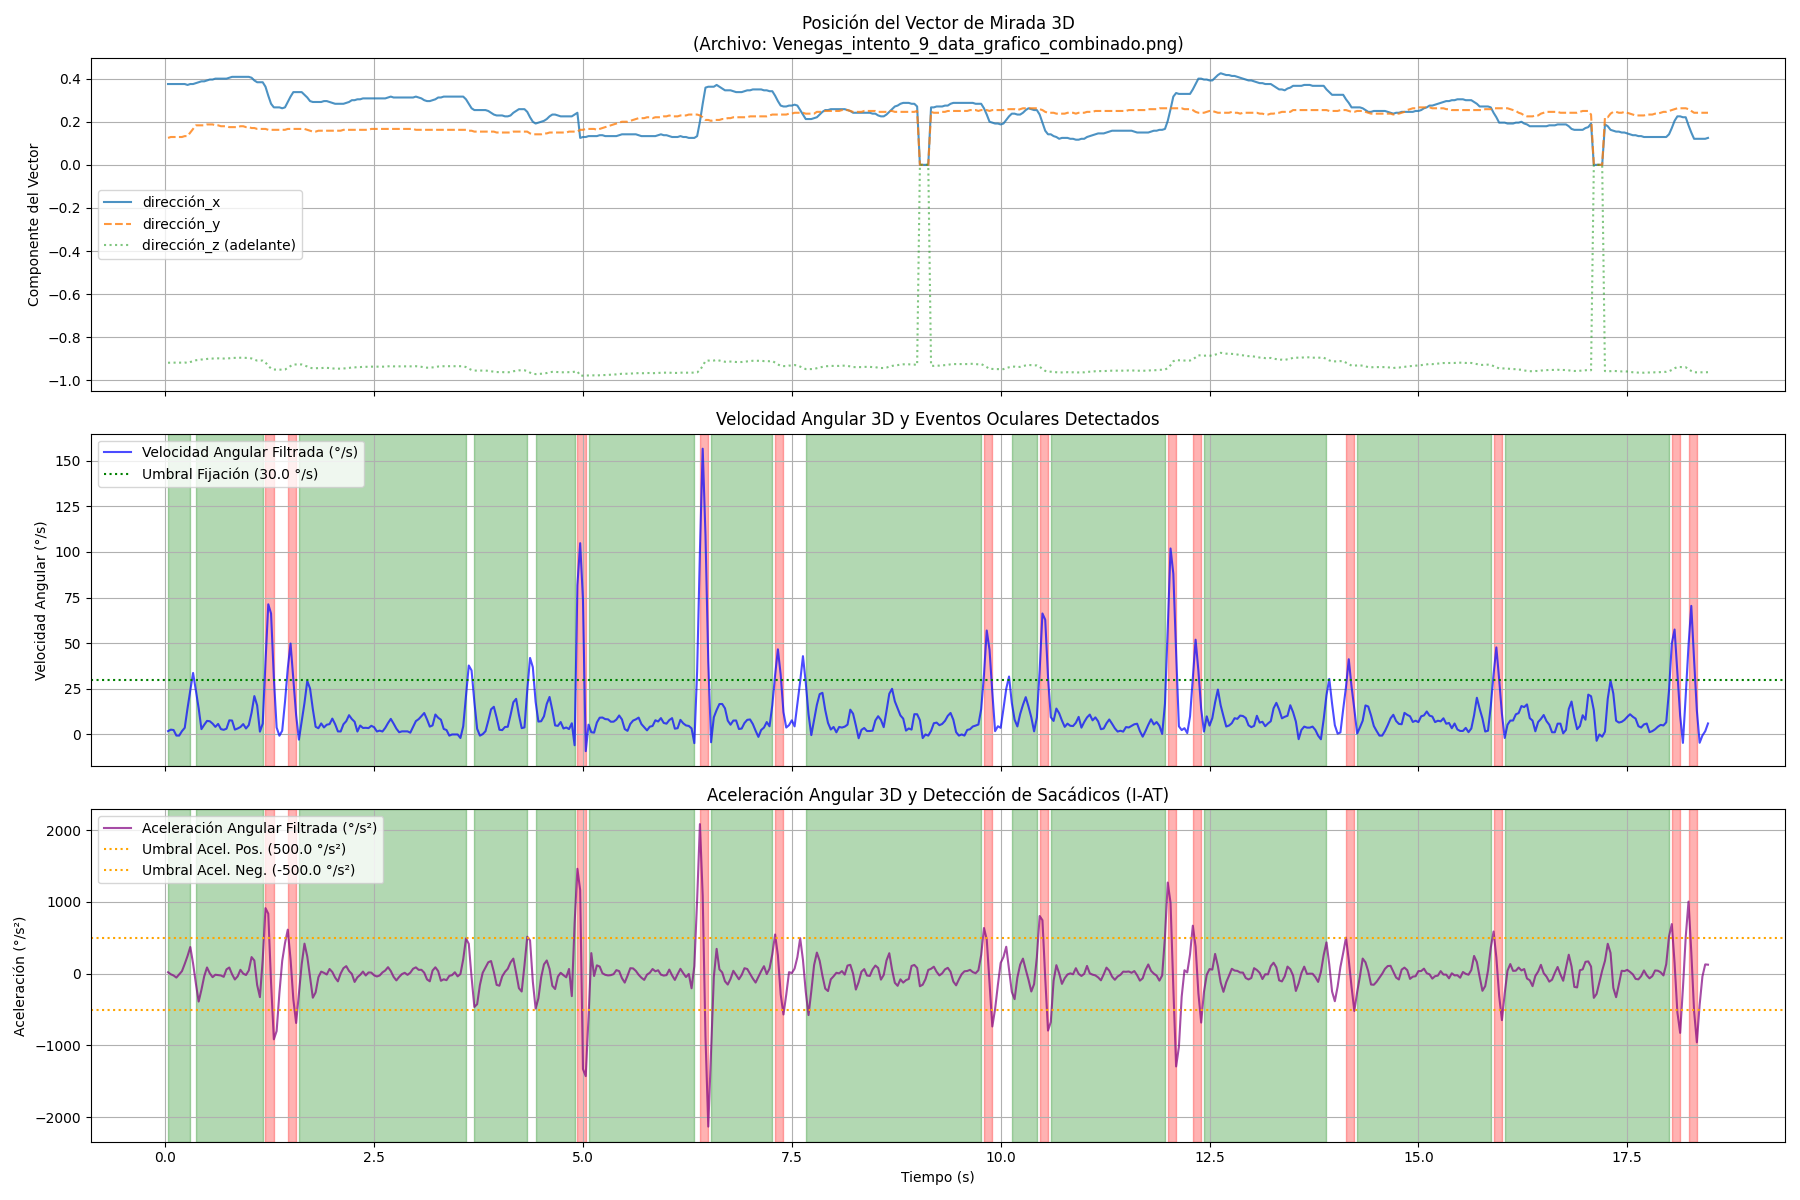 Posición del Vector de Mirada 3D
(Archivo: Venegas_intento_9_data_grafico_combinado.png)
Componente del Vector
0.4
0.2
0.0
−0.2
−0.4
−0.6
−0.8
−1.0
dirección_x
dirección_y
dirección_z (adelante)
Velocidad Angular 3D y Eventos Oculares Detectados
Velocidad Angular (°/s)
150
125
100
75
50
25
0
Velocidad Angular Filtrada (°/s)
Umbral Fijación (30.0 °/s)
Aceleración Angular 3D y Detección de Sacádicos (I-AT)
Aceleración (°/s²)
2000
1000
0
−1000
−2000
Aceleración Angular Filtrada (°/s²)
Umbral Acel. Pos. (500.0 °/s²)
Umbral Acel. Neg. (-500.0 °/s²)
0.0 2.5 5.0 7.5 10.0 12.5 15.0 17.5
Tiempo (s)